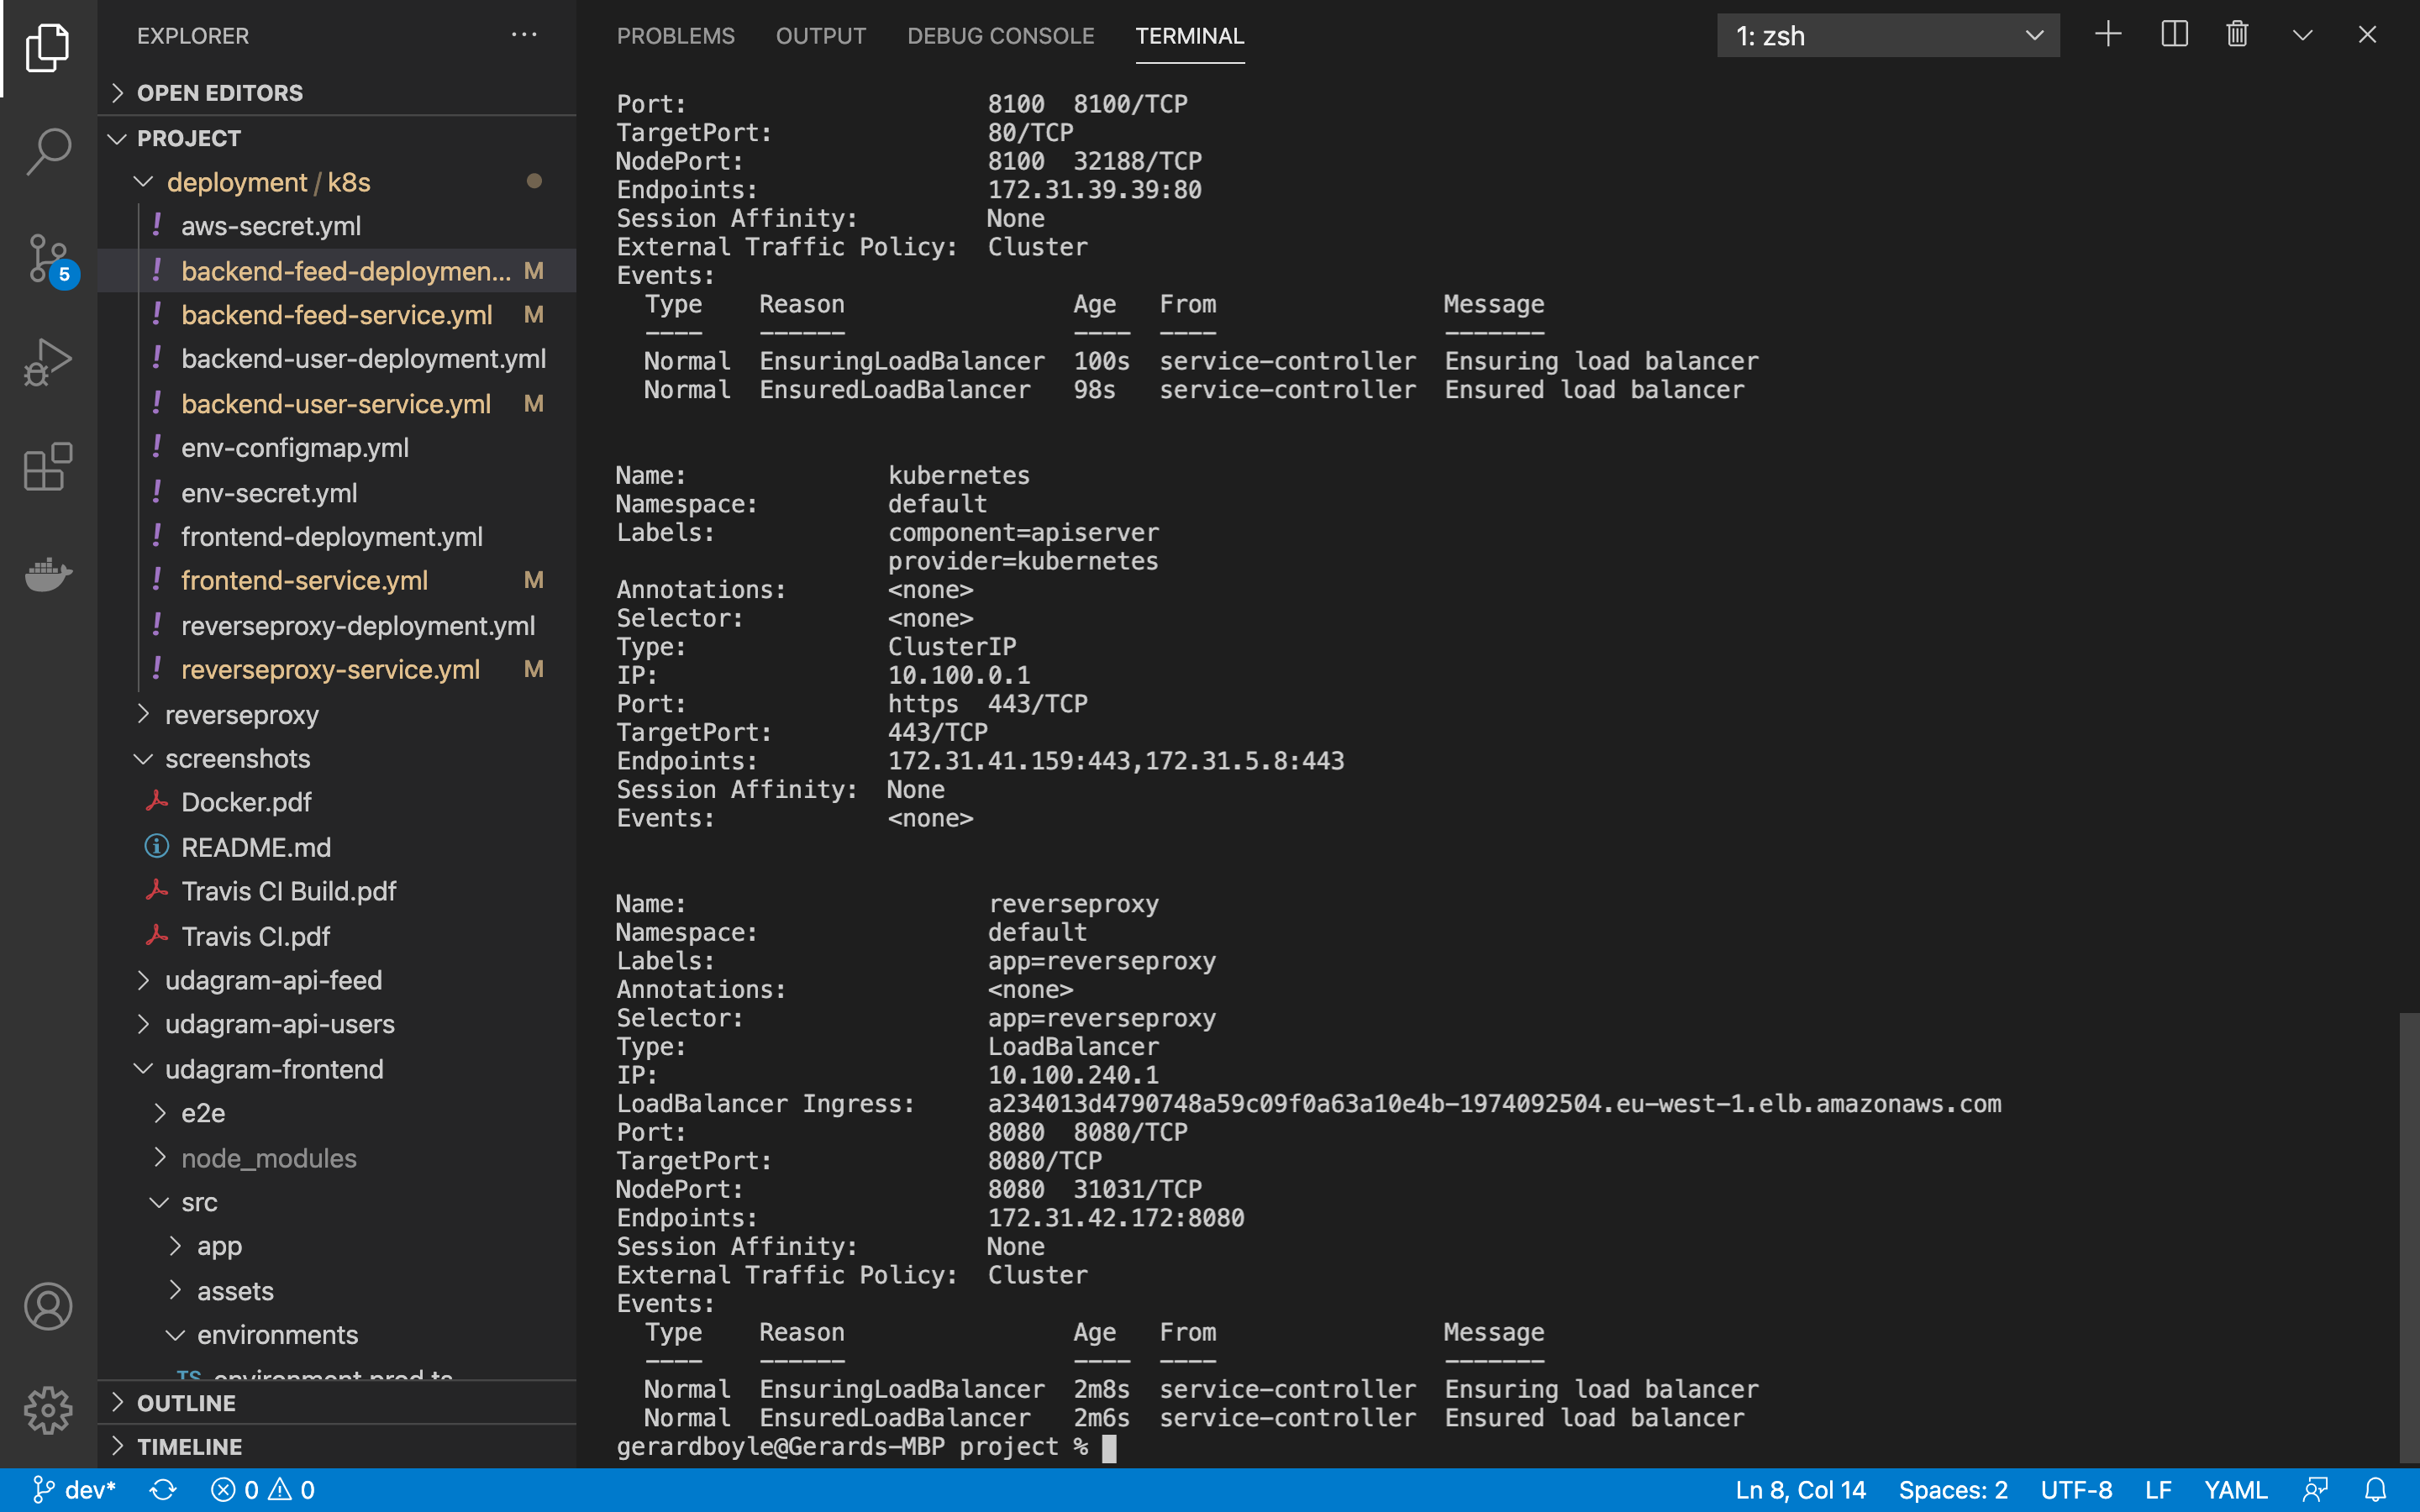 EXPLORER
OPEN EDITORS
PROJECT
deployment / k8s
! aws-secret.yml
! backend-feed-deploymen... M
! backend-feed-service.yml M
! backend-user-deployment.yml
! backend-user-service.yml M
! env-configmap.yml
! env-secret.yml
! frontend-deployment.yml
! frontend-service.yml M
! reverseproxy-deployment.yml
! reverseproxy-service.yml M
reverseproxy
screenshots
Docker.pdf
README.md
Travis CI Build.pdf
Travis CI.pdf
udagram-api-feed
udagram-api-users
udagram-frontend
e2e
node_modules
src
app
assets
environments
TS environment.prod.ts
OUTLINE
TIMELINE
5
PROBLEMS OUTPUT DEBUG CONSOLE TERMINAL 1: zsh
Port: 8100 8100/TCP
TargetPort: 80/TCP
NodePort: 8100 32188/TCP
Endpoints: 172.31.39.39:80
Session Affinity: None
External Traffic Policy: Cluster
Events:
Type Reason Age From Message
---- ------ ---- ---- -------
Normal EnsuringLoadBalancer 100s service-controller Ensuring load balancer
Normal EnsuredLoadBalancer 98s service-controller Ensured load balancer
Name: kubernetes
Namespace: default
Labels: component=apiserver
provider=kubernetes
Annotations: <none>
Selector: <none>
Type: ClusterIP
IP: 10.100.0.1
Port: https 443/TCP
TargetPort: 443/TCP
Endpoints: 172.31.41.159:443,172.31.5.8:443
Session Affinity: None
Events: <none>
Name: reverseproxy
Namespace: default
Labels: app=reverseproxy
Annotations: <none>
Selector: app=reverseproxy
Type: LoadBalancer
IP: 10.100.240.1
LoadBalancer Ingress: a234013d4790748a59c09f0a63a10e4b-1974092504.eu-west-1.elb.amazonaws.com
Port: 8080 8080/TCP
TargetPort: 8080/TCP
NodePort: 8080 31031/TCP
Endpoints: 172.31.42.172:8080
Session Affinity: None
External Traffic Policy: Cluster
Events:
Type Reason Age From Message
---- ------ ---- ---- -------
Normal EnsuringLoadBalancer 2m8s service-controller Ensuring load balancer
Normal EnsuredLoadBalancer 2m6s service-controller Ensured load balancer
gerardboyle@Gerards-MBP project %
dev* 0 0 Ln 8, Col 14 Spaces: 2 UTF-8 LF YAML